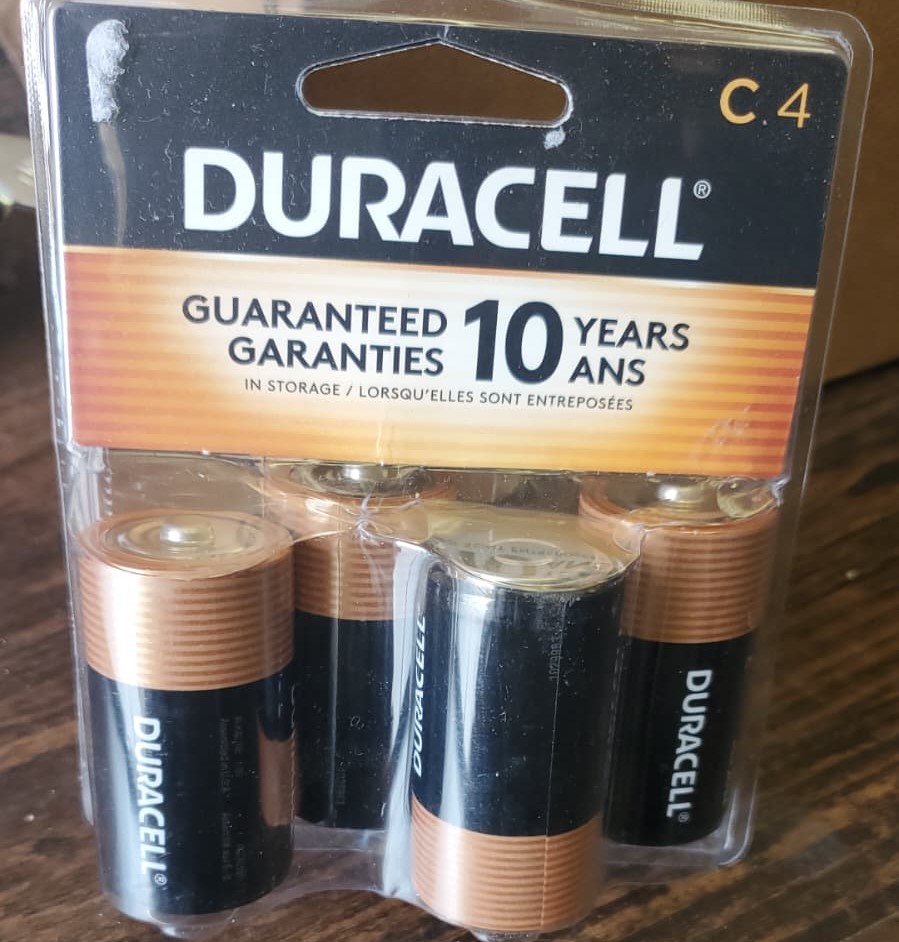 C 4
DURACELL®
GUARANTEED 10 YEARS
GARANTIES ANS
IN STORAGE / LORSQU'ELLES SONT ENTREPOSÉES
DURACELL®
DURACELL
DURACELL®